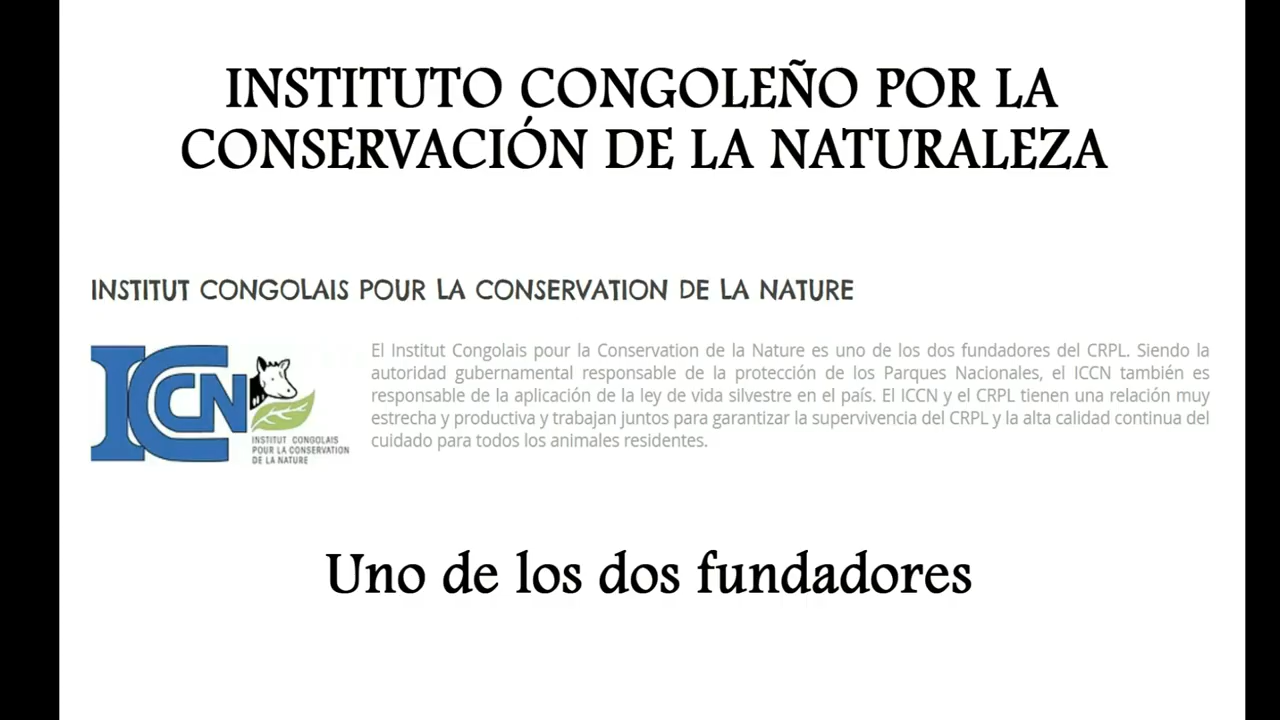 INSTITUTO CONGOLEÑO POR LA
CONSERVACIÓN DE LA NATURALEZA
INSTITUT CONGOLAIS POUR LA CONSERVATION DE LA NATURE
ICCN
INSTITUT CONGOLAIS
POUR LA CONSERVATION
DE LA NATURE
El Institut Congolais pour la Conservation de la Nature es uno de los dos fundadores del CRPL. Siendo la
autoridad gubernamental responsable de la protección de los Parques Nacionales, el ICCN también es
responsable de la aplicación de la ley de vida silvestre en el país. El ICCN y el CRPL tienen una relación muy
estrecha y productiva y trabajan juntos para garantizar la supervivencia del CRPL y la alta calidad continua del
cuidado para todos los animales residentes.
Uno de los dos fundadores